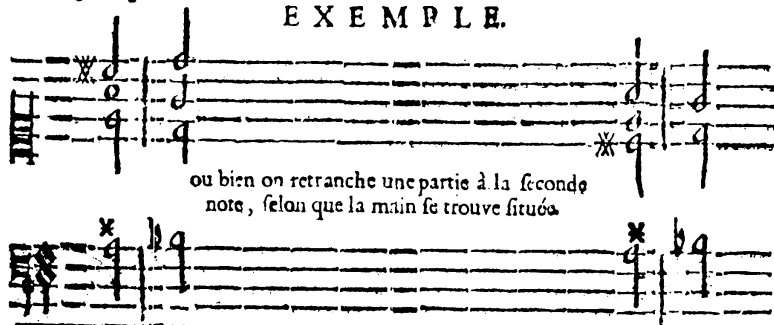 EXEMPLE.
ou bien on retranche une partie à la seconde
note, selon que la main se trouve située.